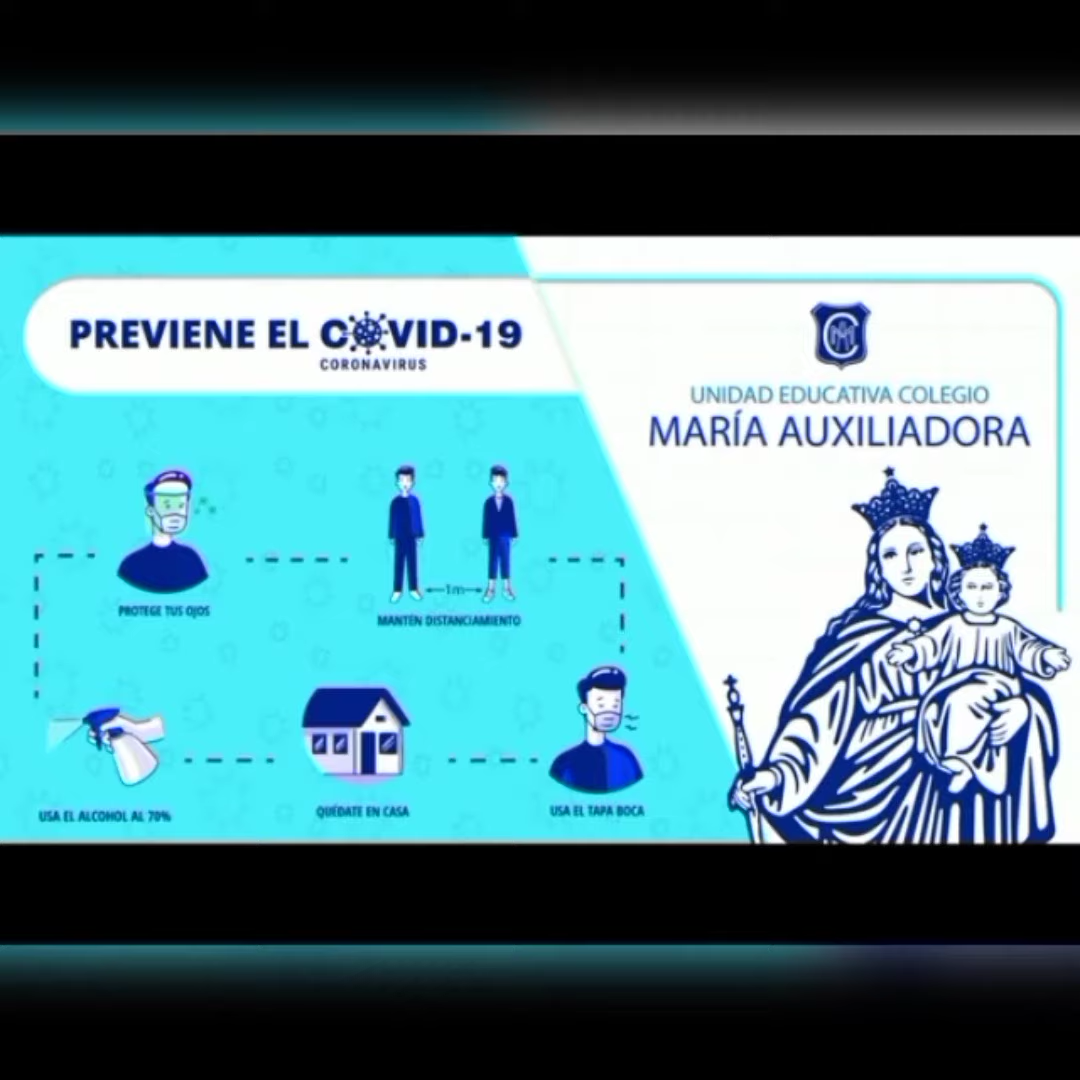 PREVIENE EL COVID-19
CORONAVIRUS
UNIDAD EDUCATIVA COLEGIO
MARÍA AUXILIADORA
PROTEGE TUS OJOS
1m
MANTÉN DISTANCIAMIENTO
USA EL ALCOHOL AL 70%
QUÉDATE EN CASA
USA EL TAPA BOCA